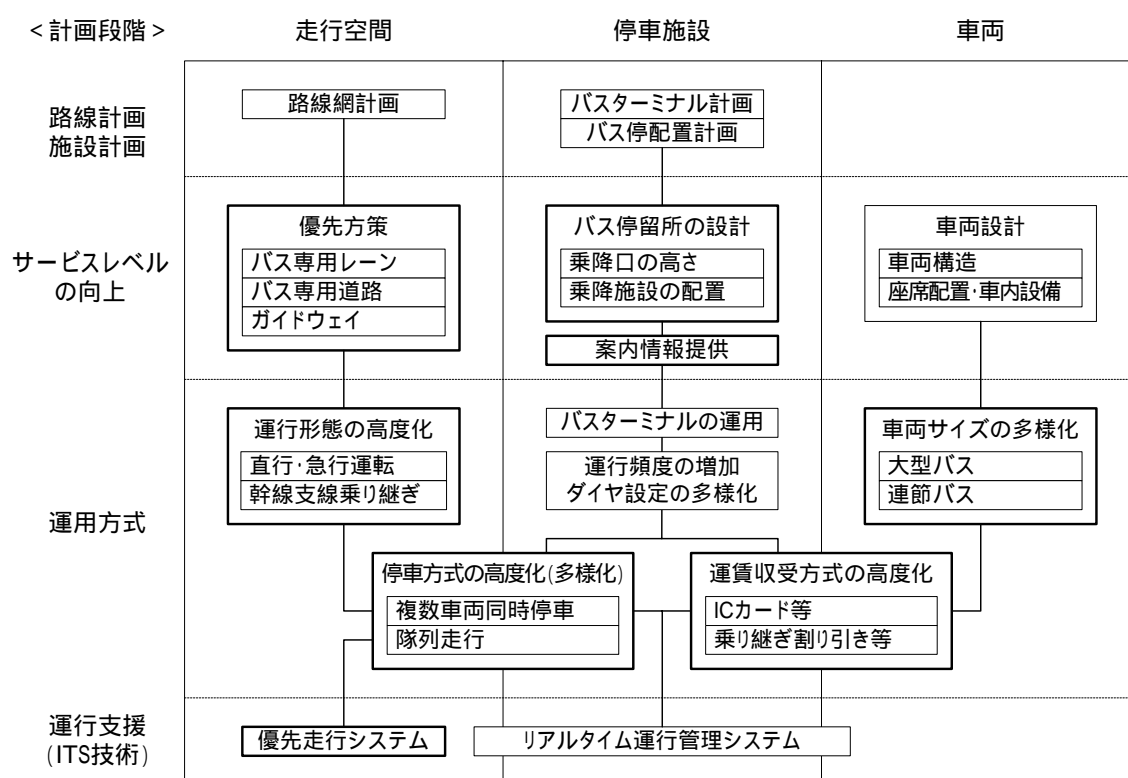 <計画段階>
走行空間
停車施設
車両
路線計画
施設計画
路線網計画
バスターミナル計画
バス停配置計画
サービスレベル
の向上
優先方策
バス専用レーン
バス専用道路
ガイドウェイ
バス停留所の設計
乗降口の高さ
乗降施設の配置
案内情報提供
車両設計
車両構造
座席配置・車内設備
運用方式
運行形態の高度化
直行・急行運転
幹線支線乗り継ぎ
バスターミナルの運用
運行頻度の増加
ダイヤ設定の多様化
車両サイズの多様化
大型バス
連節バス
停車方式の高度化(多様化)
複数車両同時停車
隊列走行
運賃収受方式の高度化
ICカード等
乗り継ぎ割り引き等
運行支援
(ITS技術)
優先走行システム
リアルタイム運行管理システム